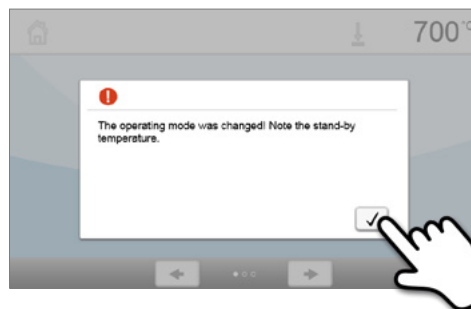 700 °C
The operating mode was changed! Note the stand-by
temperature.